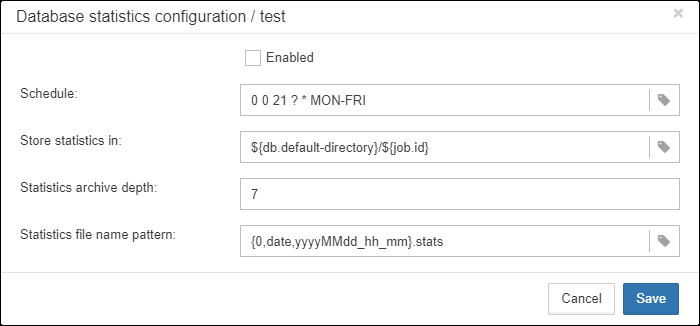 Database statistics configuration / test
×
Enabled
Schedule:
0 0 21 ? * MON-FRI
Store statistics in:
${db.default-directory}/${job.id}
Statistics archive depth:
7
Statistics file name pattern:
{0,date,yyyyMMdd_hh_mm}.stats
Cancel
Save